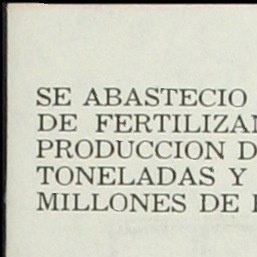 SE ABASTECIO
DE FERTILIZAN
PRODUCCION D
TONELADAS Y
MILLONES DE